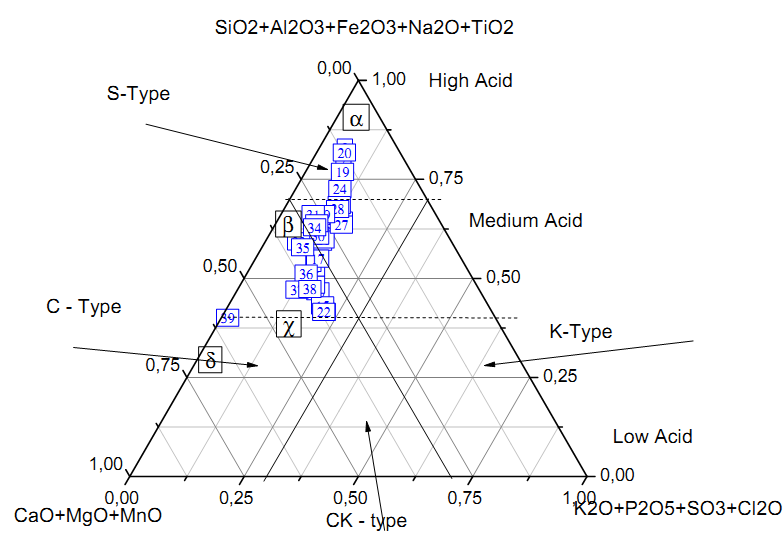 SiO2+Al2O3+Fe2O3+Na2O+TiO2
0,00
1,00
High Acid
S-Type
α
20
0,25
19
0,75
24
28
Medium Acid
β
34
27
35
0,50
36
0,50
38
C - Type
39
22
χ
K-Type
δ
0,75
0,25
Low Acid
1,00
0,00
0,00
0,25
0,50
0,75
1,00
CaO+MgO+MnO
CK - type
K2O+P2O5+SO3+Cl2O